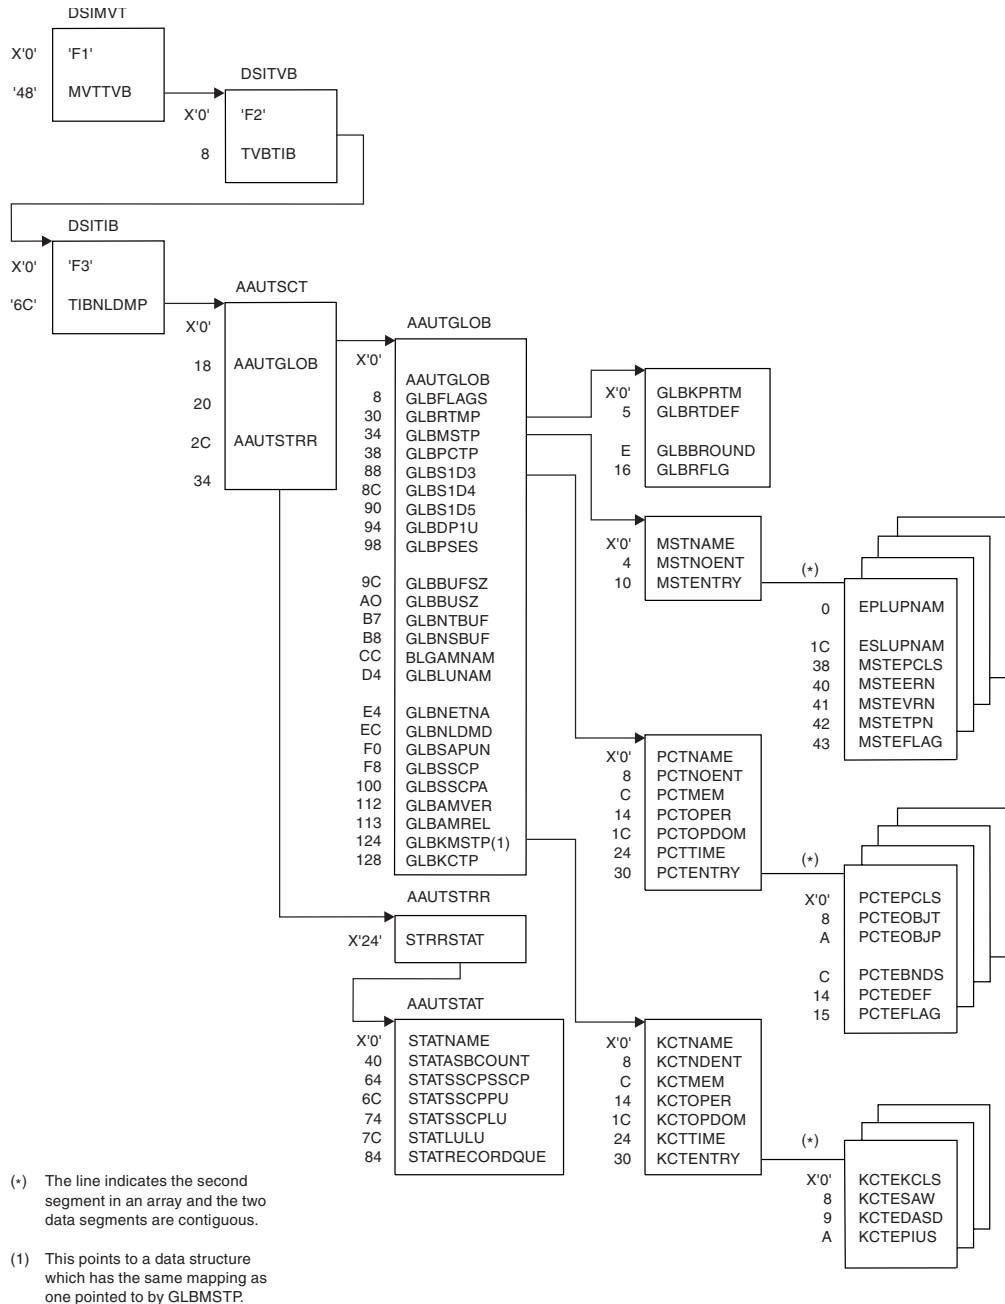 DSIMVT
X'0' 'F1'
'48' MVTTVB
DSITVB
X'0' 'F2'
8 TVBTIB
DSITIB
X'0' 'F3'
'6C' TIBNLDMP
AAUTSCT
X'0'
18 AAUTGLOB
20
2C AAUTSTRR
34
AAUTGLOB
X'0'
AAUTGLOB
8 GLBFLAGS
30 GLBRTMP
34 GLBMSTP
38 GLBPCTP
88 GLBS1D3
8C GLBS1D4
90 GLBS1D5
94 GLBDP1U
98 GLBPSES
9C GLBBUFSZ
AO GLBBUSZ
B7 GLBNTBUF
B8 GLBNSBUF
CC BLGAMNAM
D4 GLBLUNAM
E4 GLBNETNA
EC GLBNLDMD
F0 GLBSAPUN
F8 GLBSSCP
100 GLBSSCPA
112 GLBAMVER
113 GLBAMREL
124 GLBKMSTP(1)
128 GLBKCTP
AAUTSTRR
X'24' STRRSTAT
AAUTSTAT
X'0' STATNAME
40 STATASBCOUNT
64 STATSSCPSSCP
6C STATSSCPPU
74 STATSSCPLU
7C STATLULU
84 STATRECORDQUE
X'0' GLBKPRTM
5 GLBRTDEF
E GLBBROUND
16 GLBRFLG
X'0' MSTNAME
4 MSTNOENT
10 MSTENTRY
(*)
0 EPLUPNAM
1C ESLUPNAM
38 MSTEPCLS
40 MSTEERN
41 MSTEVRN
42 MSTETPN
43 MSTEFLAG
X'0' PCTNAME
8 PCTNOENT
C PCTMEM
14 PCTOPER
1C PCTOPDOM
24 PCTTIME
30 PCTENTRY
(*)
X'0' PCTEPCLS
8 PCTEOBJT
A PCTEOBJP
C PCTEBNDS
14 PCTEDEF
15 PCTEFLAG
X'0' KCTNAME
8 KCTNDENT
C KCTMEM
14 KCTOPER
1C KCTOPDOM
24 KCTTIME
30 KCTENTRY
(*)
X'0' KCTEKCLS
8 KCTESAW
9 KCTEDASD
A KCTEPIUS
(*) The line indicates the second
segment in an array and the two
data segments are contiguous.
(1) This points to a data structure
which has the same mapping as
one pointed to by GLBMSTP.